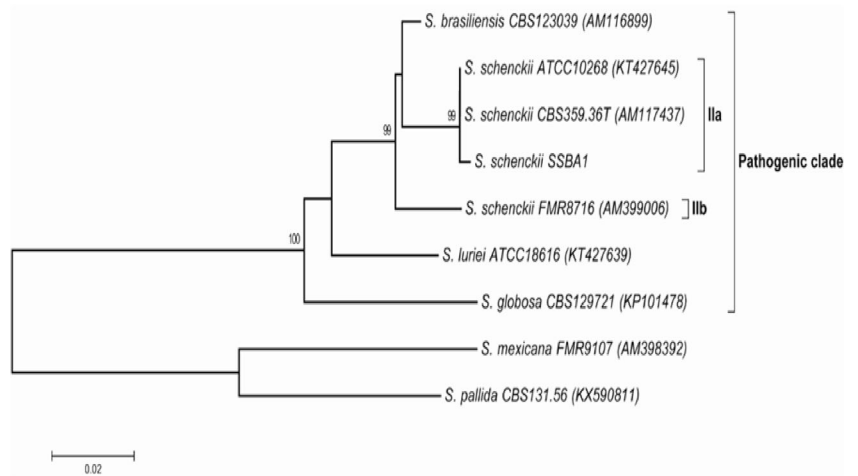 S. brasiliensis CBS123039 (AM116899)
S. schenckii ATCC10268 (KT427645)
99
S. schenckii CBS359.36T (AM117437)
IIa
99
S. schenckii SSBA1
Pathogenic clade
S. schenckii FMR8716 (AM399006)
IIb
100
S. luriei ATCC18616 (KT427639)
S. globosa CBS129721 (KP101478)
S. mexicana FMR9107 (AM398392)
S. pallida CBS131.56 (KX590811)
0.02